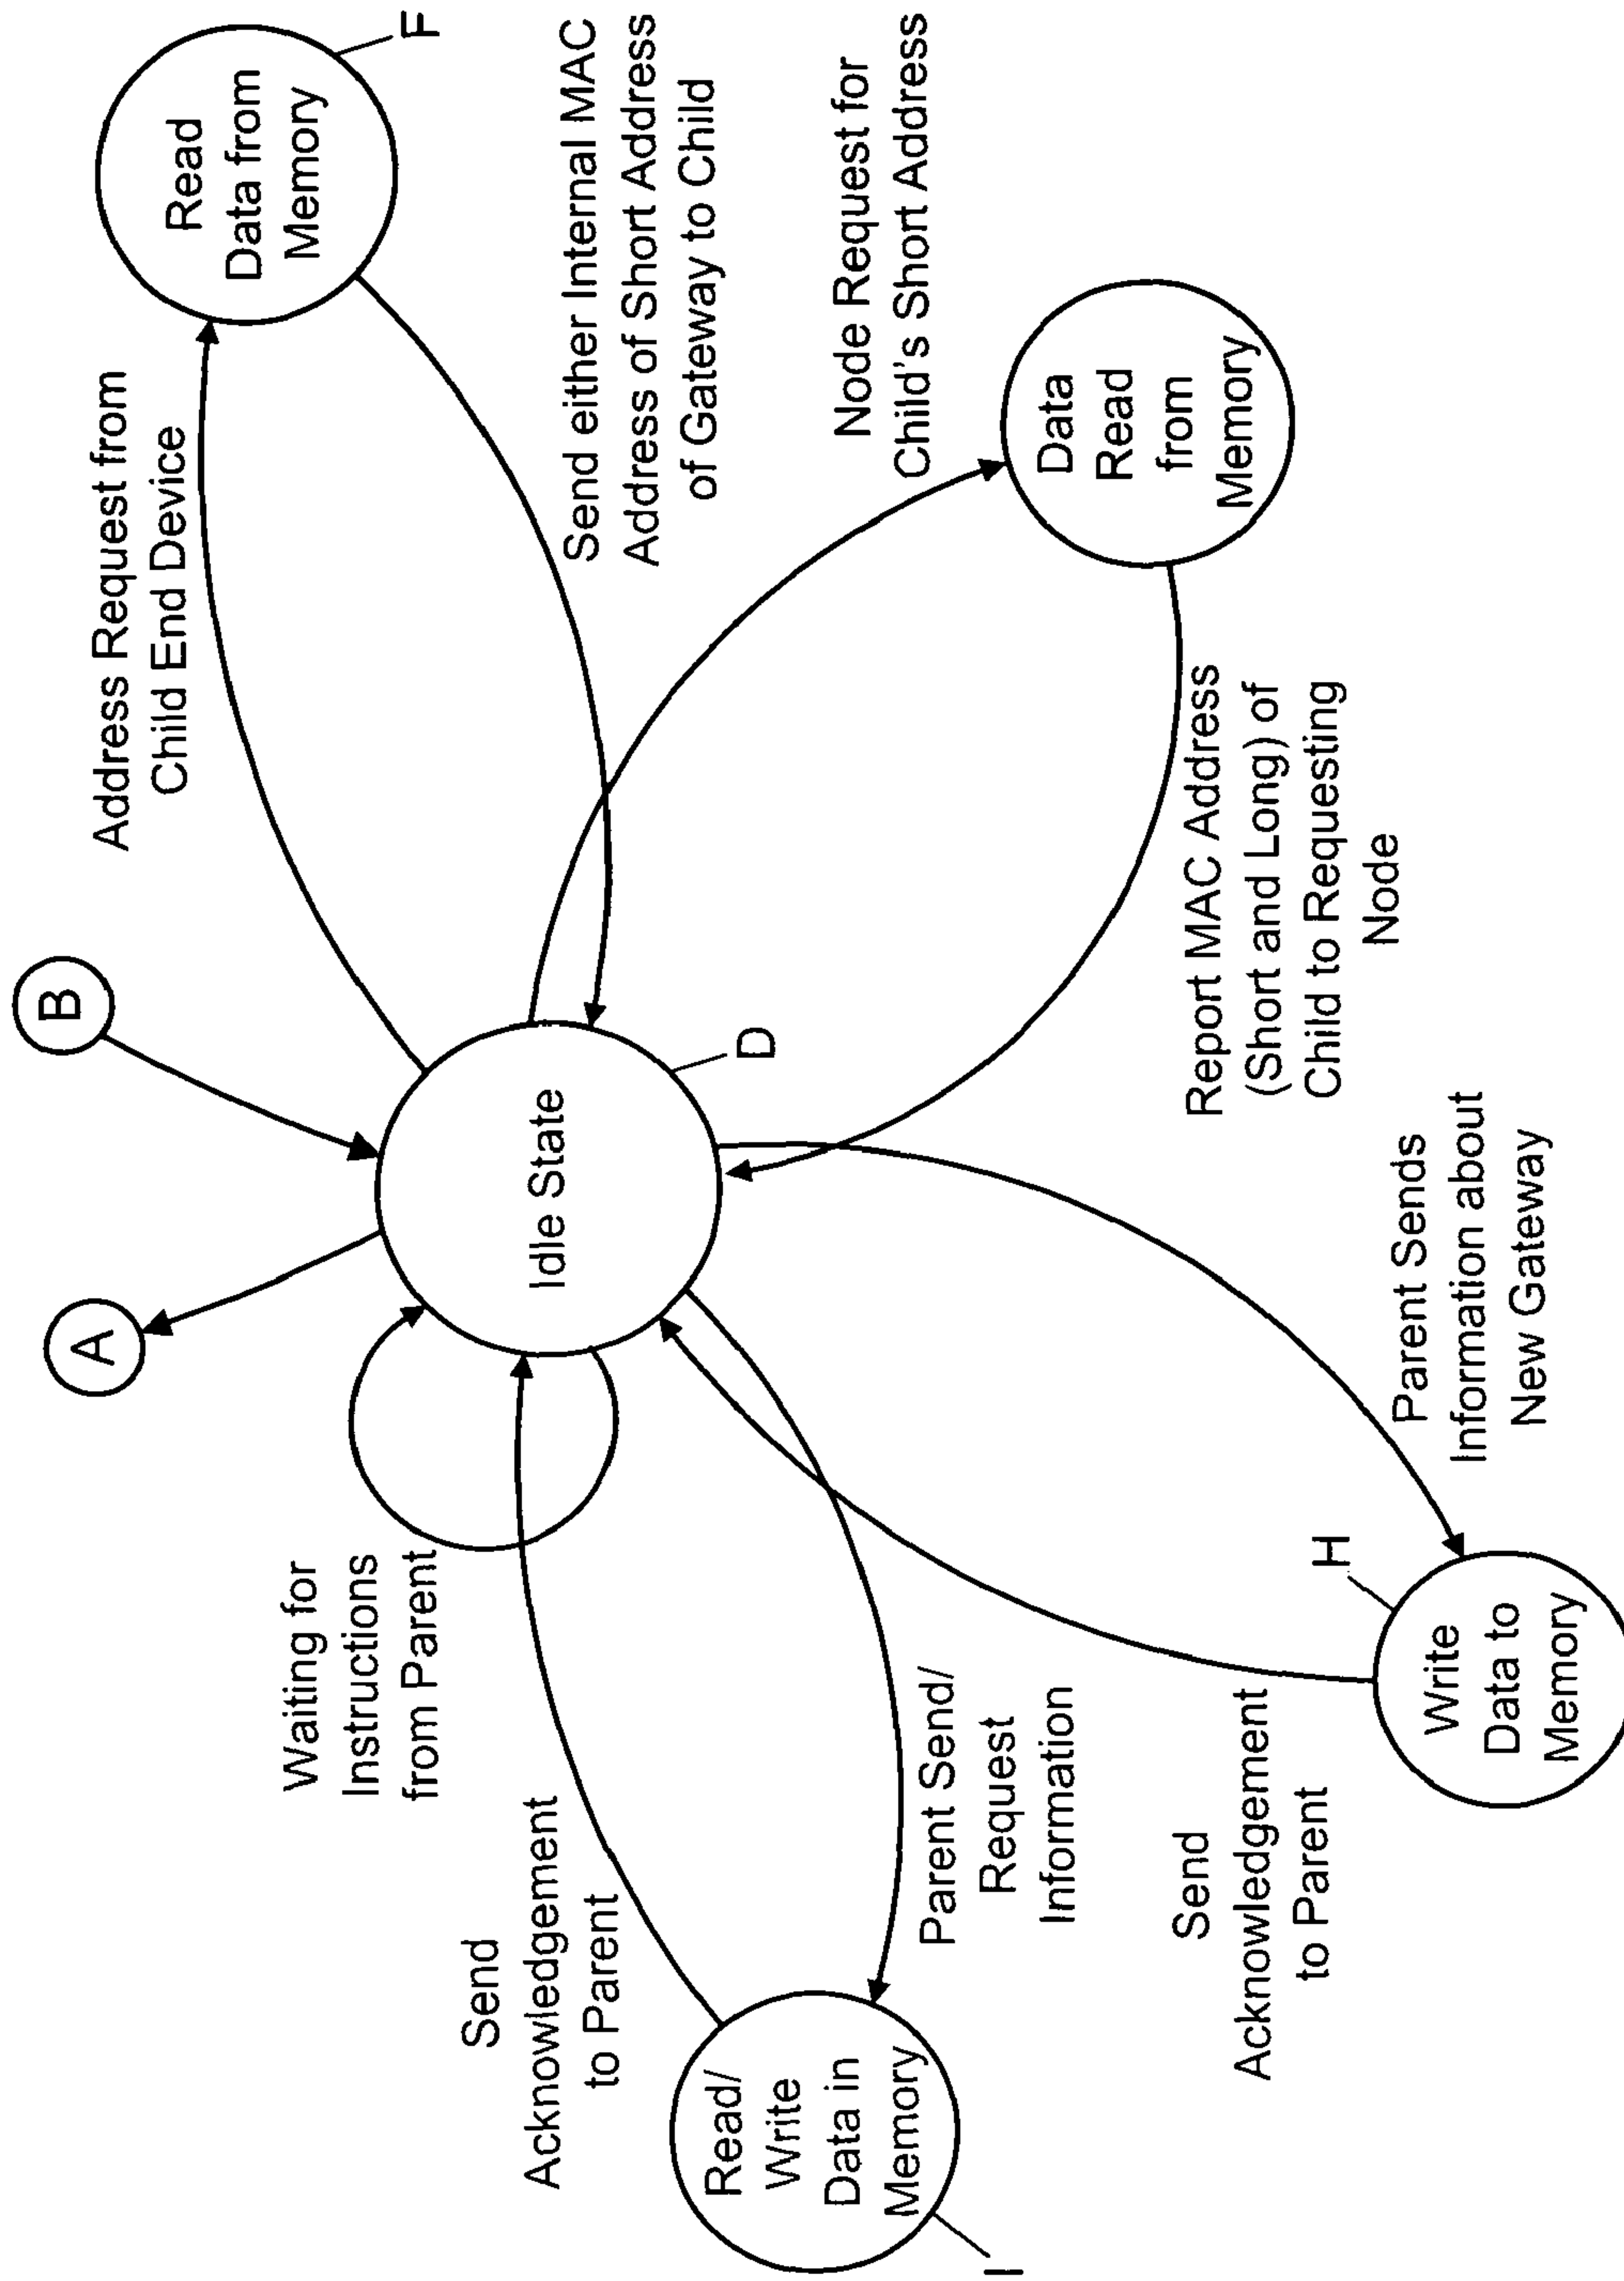 A
B
Waiting for
Instructions
from Parent
Idle State
D
Address Request from
Child End Device
Read
Data from
Memory
F
Send either Internal MAC
Address of Short Address
of Gateway to Child
Node Request for
Child's Short Address
Data
Read
from
Memory
Report MAC Address
(Short and Long) of
Child to Requesting
Node
Send
Acknowledgement
to Parent
Read/
Write
Data in
Memory
I
Parent Send/
Request
Information
Send
Acknowledgement
to Parent
H
Write
Data to
Memory
Parent Sends
Information about
New Gateway